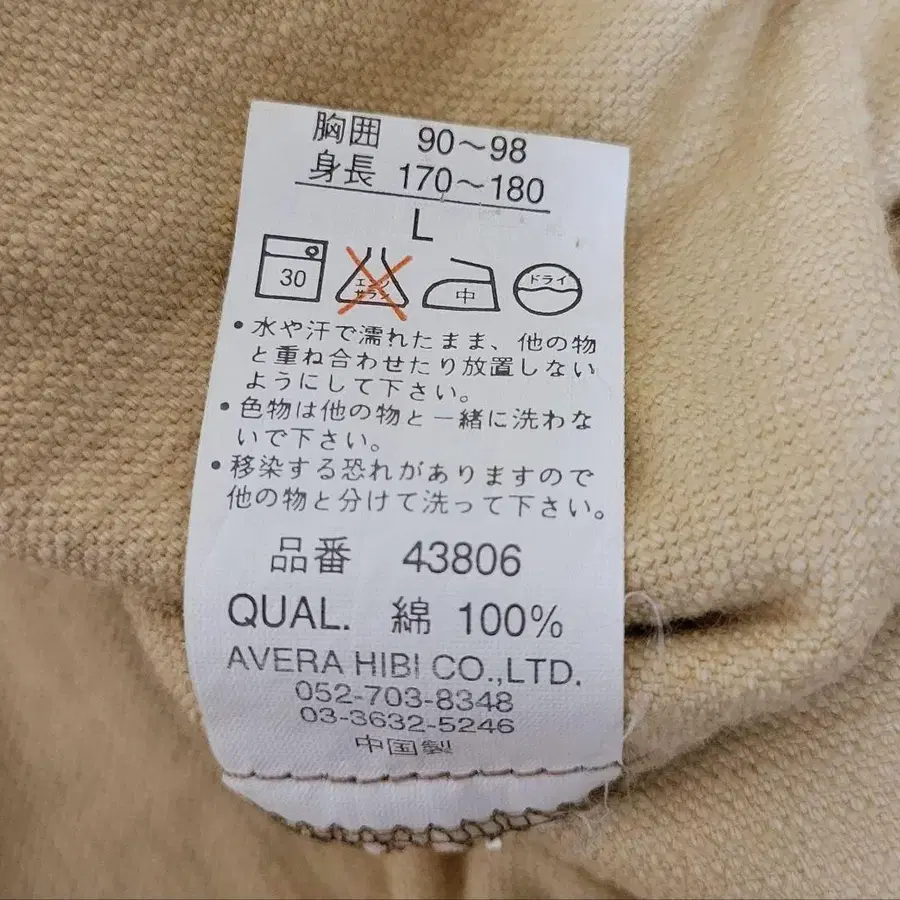 胸囲 90〜98
身長 170〜180
L
30 エンソサラシ 中 ドライ
• 水や汗で濡れたまま、他の物
と重ね合わせたり放置しない
ようにして下さい。
• 色物は他の物と一緒に洗わな
いで下さい。
• 移染する恐れがありますので
他の物と分けて洗って下さい。
品番 43806
QUAL. 綿 100%
AVERA HIBI CO.,LTD.
052-703-8348
03-3632-5246
中国製